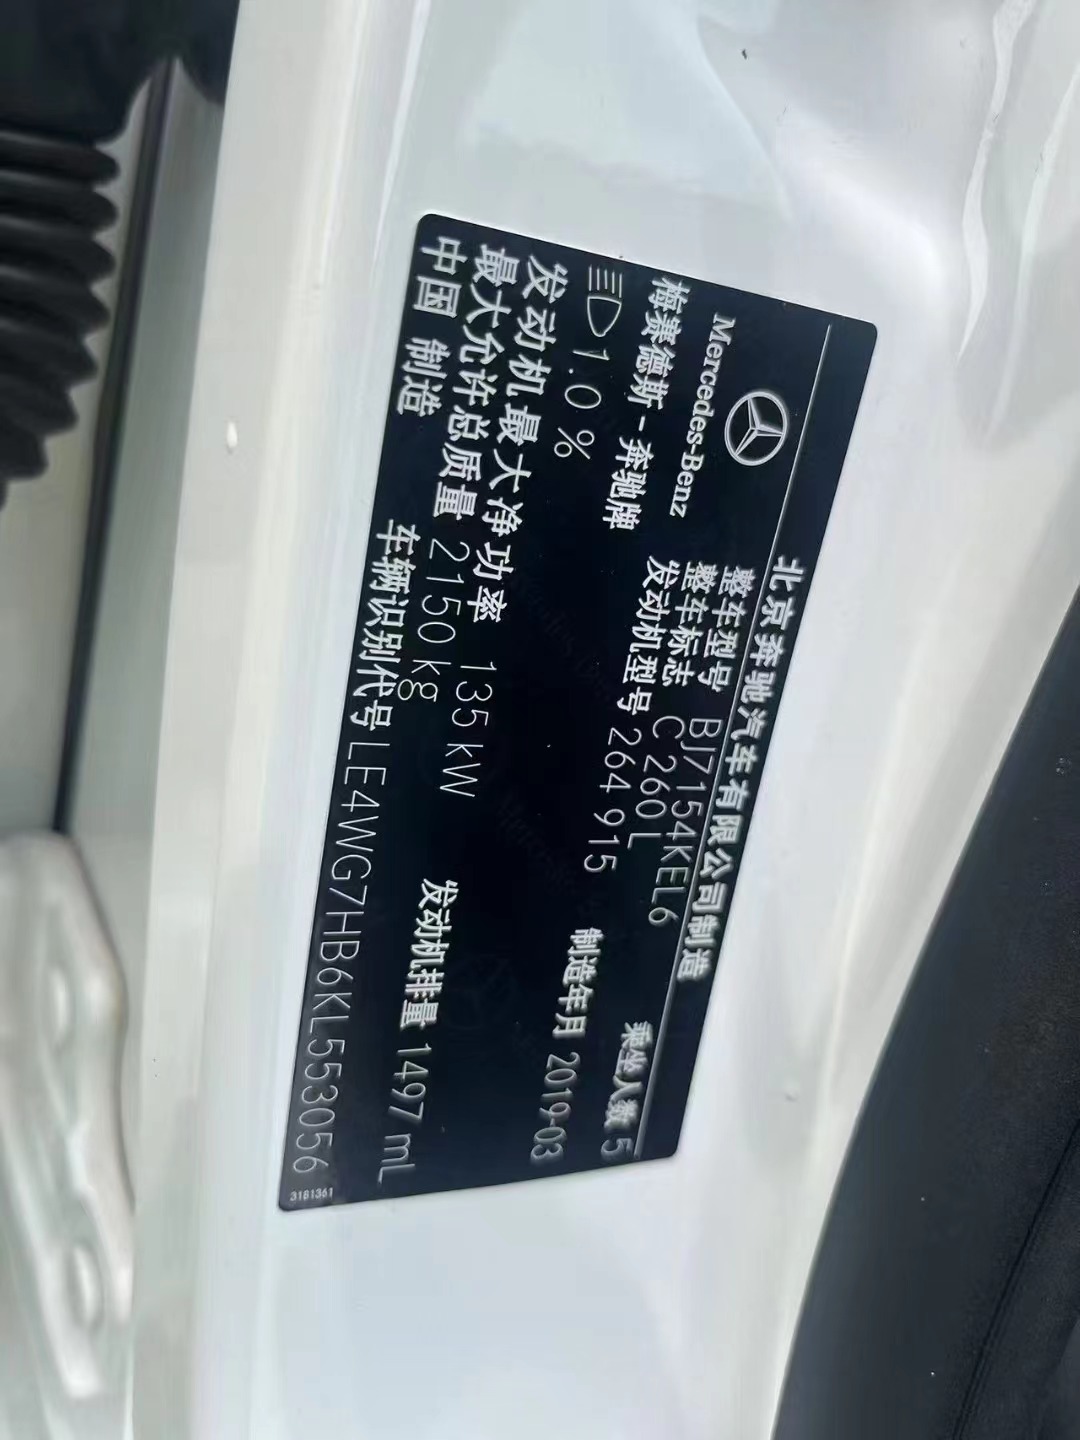 北京奔驰汽车有限公司制造
Mercedes-Benz
梅赛德斯-奔驰牌
整车型号 BJ7154KEL6
整车标志 C 260 L
发动机型号 264 915
乘坐人数 5
1.0%
制造年月 2019-03
发动机最大净功率 135 kW
发动机排量 1497 mL
最大允许总质量 2150 kg
中国 制造
车辆识别代号 LE4WG7HB6KL553056
3181361